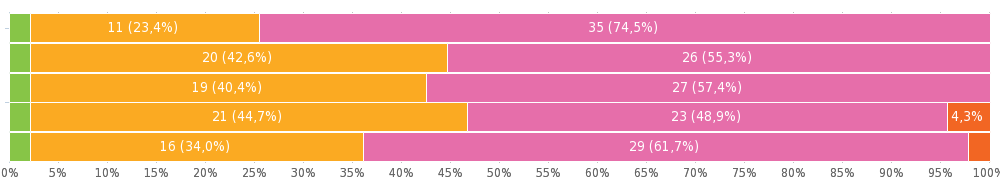 11 (23,4%) 35 (74,5%)
20 (42,6%) 26 (55,3%)
19 (40,4%) 27 (57,4%)
21 (44,7%) 23 (48,9%) 4,3%
16 (34,0%) 29 (61,7%)
0% 5% 10% 15% 20% 25% 30% 35% 40% 45% 50% 55% 60% 65% 70% 75% 80% 85% 90% 95% 100%